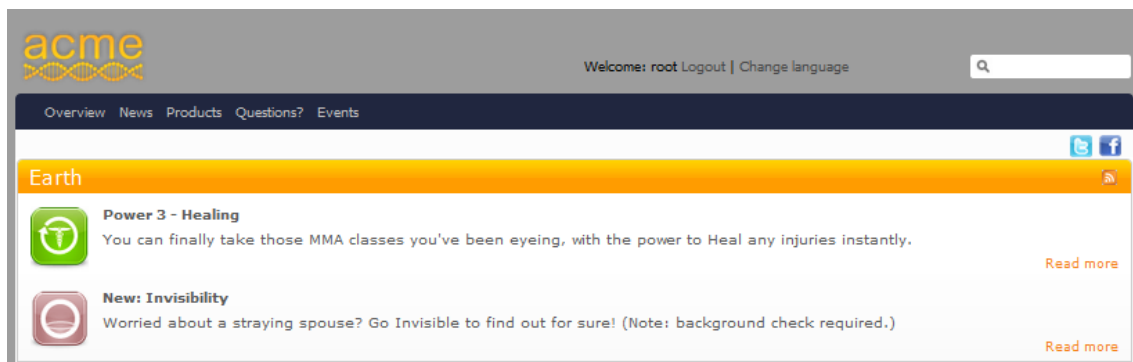 acme
Welcome: root Logout | Change language
Overview News Products Questions? Events
Earth
Power 3 - Healing
You can finally take those MMA classes you've been eyeing, with the power to Heal any injuries instantly.
Read more
New: Invisibility
Worried about a straying spouse? Go Invisible to find out for sure! (Note: background check required.)
Read more